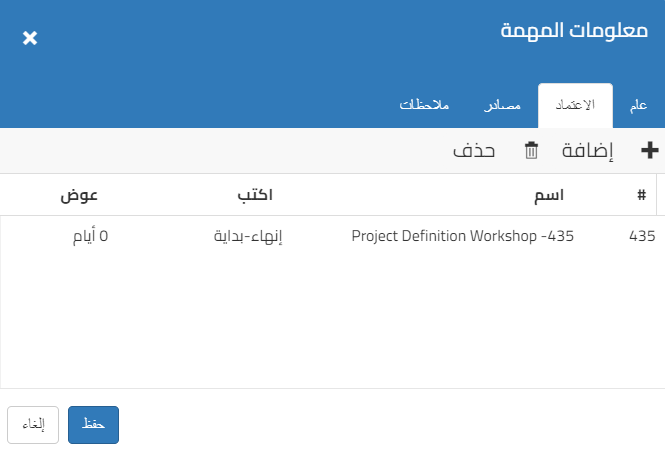 معلومات المهمة
عام الاعتماد مصادر ملاحظات
إضافة حذف
# اسم اكتب عوض
435 Project Definition Workshop -435 إنهاء-بداية 0 أيام
حفظ إلغاء